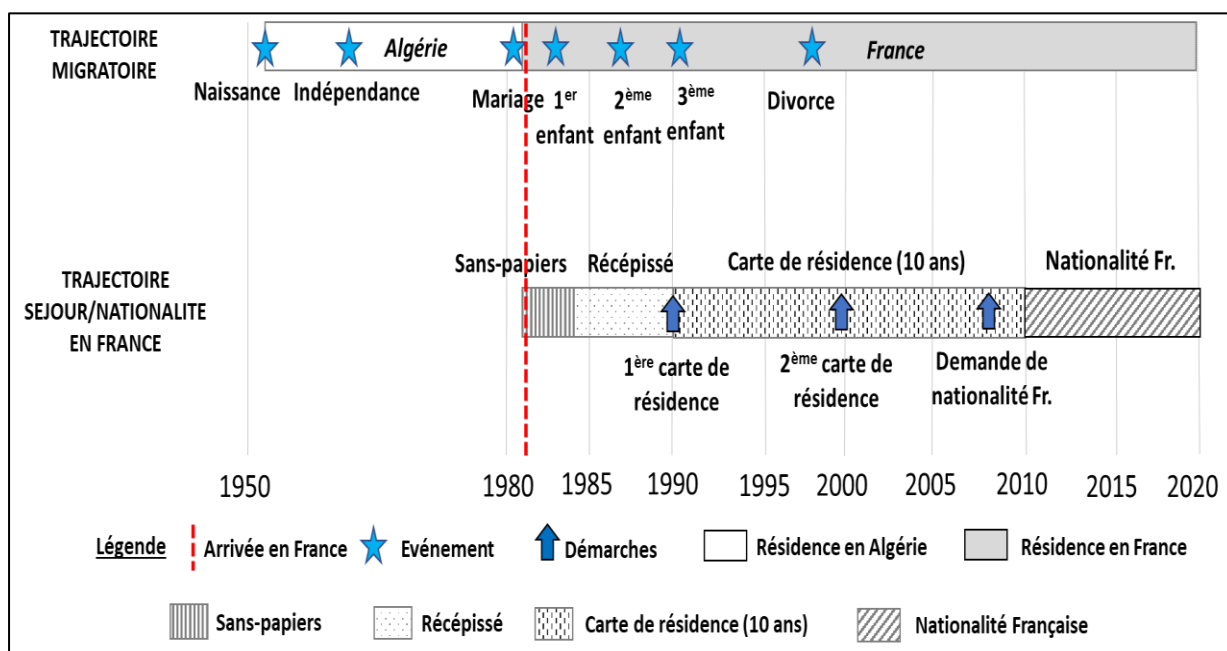 TRAJECTOIRE
MIGRATOIRE
Algérie
France
Naissance
Indépendance
Mariage
1er
enfant
2ème
enfant
3ème
enfant
Divorce
TRAJECTOIRE
SEJOUR/NATIONALITE
EN FRANCE
Sans-papiers
Récépissé
Carte de résidence (10 ans)
Nationalité Fr.
1ère carte de
résidence
2ème carte de
résidence
Demande de
nationalité Fr.
1950
1980
1985
1990
1995
2000
2005
2010
2015
2020
Légende
Arrivée en France
Evénement
Démarches
Résidence en Algérie
Résidence en France
Sans-papiers
Récépissé
Carte de résidence (10 ans)
Nationalité Française